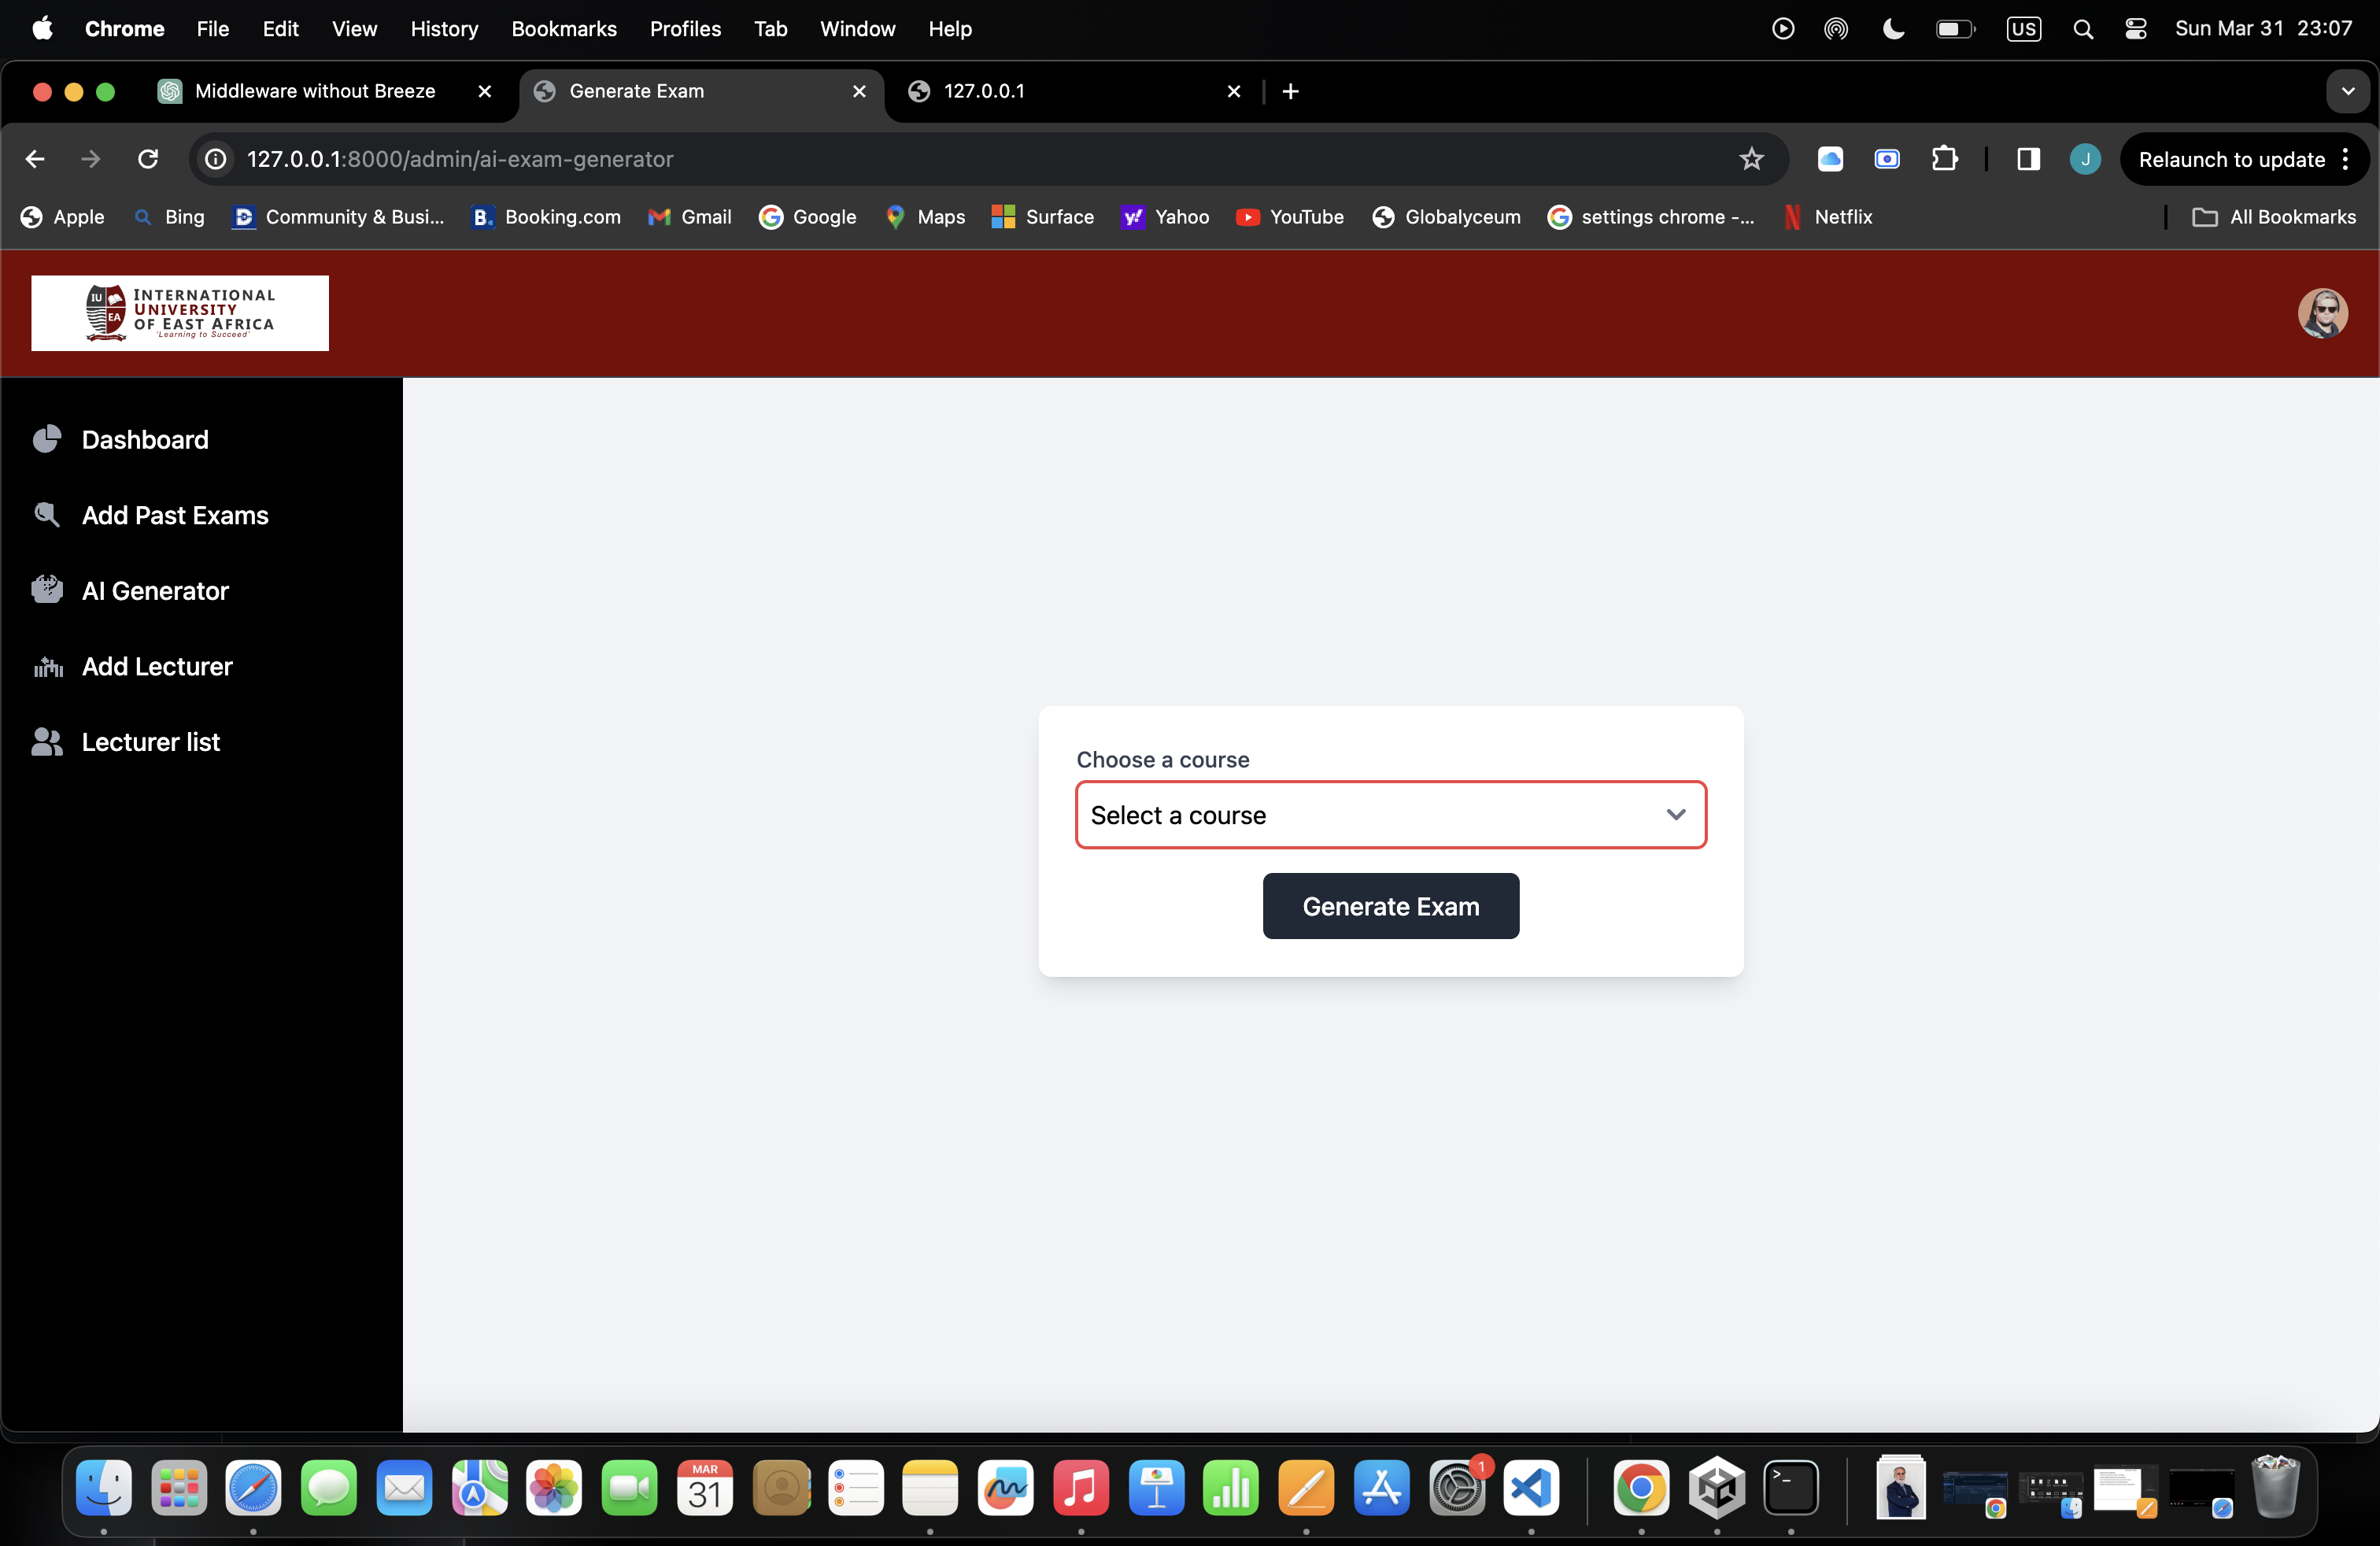 Chrome File Edit View History Bookmarks Profiles Tab Window Help US Sun Mar 31 23:07
Middleware without Breeze Generate Exam 127.0.0.1
127.0.0.1:8000/admin/ai-exam-generator J Relaunch to update
Apple Bing Community & Busi... Booking.com Gmail Google Maps Surface Yahoo YouTube Globalyceum settings chrome -... Netflix All Bookmarks
IU EA
INTERNATIONAL
UNIVERSITY
OF EAST AFRICA
'Learning to Succeed'
Dashboard
Add Past Exams
AI Generator
Add Lecturer
Lecturer list
Choose a course
Select a course
Generate Exam
MAR
31
1